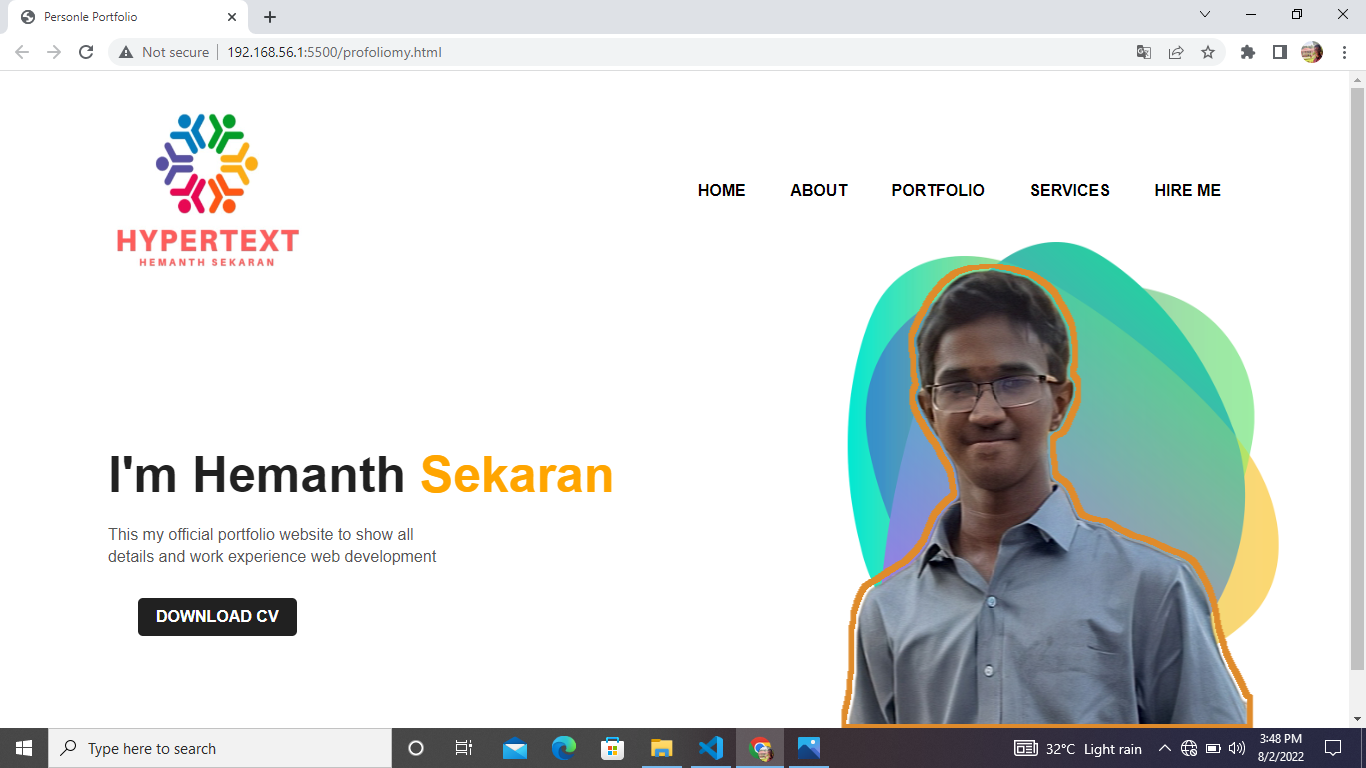 Personle Portfolio
Not secure
192.168.56.1:5500/profoliomy.html
HYPERTEXT
HEMANTH SEKARAN
HOME ABOUT PORTFOLIO SERVICES HIRE ME
I'm Hemanth Sekaran
This my official portfolio website to show all
details and work experience web development
DOWNLOAD CV
Type here to search
32°C Light rain
3:48 PM
8/2/2022